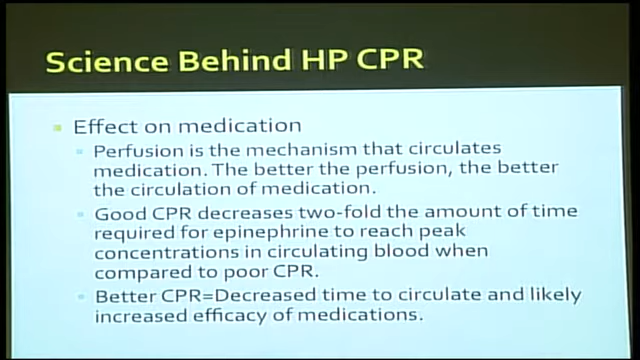 Science Behind HP CPR
Effect on medication
Perfusion is the mechanism that circulates
medication. The better the perfusion, the better
the circulation of medication.
Good CPR decreases two-fold the amount of time
required for epinephrine to reach peak
concentrations in circulating blood when
compared to poor CPR.
Better CPR=Decreased time to circulate and likely
increased efficacy of medications.